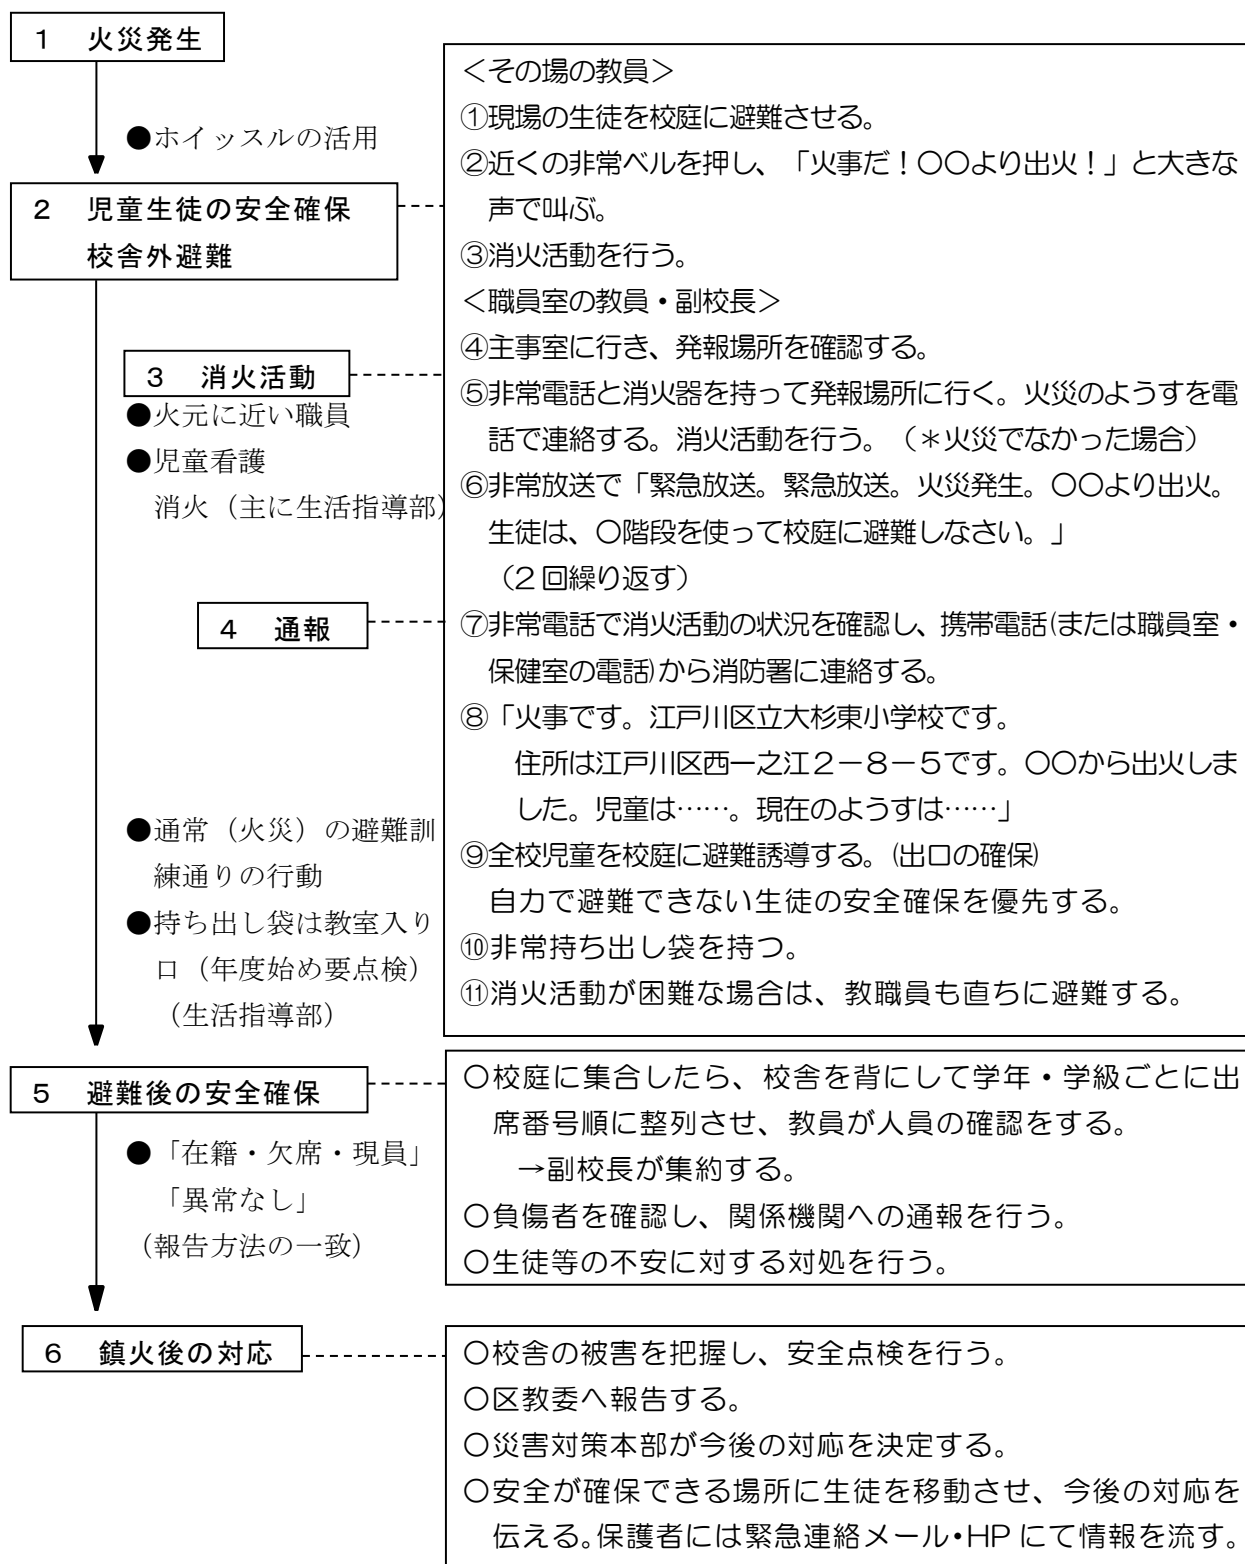 1 火災発生
●ホイッスルの活用
2 児童生徒の安全確保
校舎外避難
<その場の教員>
①現場の生徒を校庭に避難させる。
②近くの非常ベルを押し、「火事だ！〇〇より出火！」と大きな
声で叫ぶ。
③消火活動を行う。
<職員室の教員・副校長>
④主事室に行き、発報場所を確認する。
⑤非常電話と消火器を持って発報場所に行く。火災のようすを電
話で連絡する。消火活動を行う。（＊火災でなかった場合）
⑥非常放送で「緊急放送。緊急放送。火災発生。〇〇より出火。
生徒は、〇階段を使って校庭に避難しなさい。」
（2回繰り返す）
⑦非常電話で消火活動の状況を確認し、携帯電話(または職員室・
保健室の電話)から消防署に連絡する。
⑧「火事です。江戸川区立大杉東小学校です。
住所は江戸川区西一之江2－8－5です。〇〇から出火しま
した。児童は……。現在のようすは……」
⑨全校児童を校庭に避難誘導する。(出口の確保)
自力で避難できない生徒の安全確保を優先する。
⑩非常持ち出し袋を持つ。
⑪消火活動が困難な場合は、教職員も直ちに避難する。
3 消火活動
●火元に近い職員
●児童看護
消火（主に生活指導部）
4 通報
●通常（火災）の避難訓
練通りの行動
●持ち出し袋は教室入り
口（年度始め要点検）
（生活指導部）
5 避難後の安全確保
●「在籍・欠席・現員」
「異常なし」
（報告方法の一致）
〇校庭に集合したら、校舎を背にして学年・学級ごとに出
席番号順に整列させ、教員が人員の確認をする。
→副校長が集約する。
〇負傷者を確認し、関係機関への通報を行う。
〇生徒等の不安に対する対処を行う。
6 鎮火後の対応
〇校舎の被害を把握し、安全点検を行う。
〇区教委へ報告する。
〇災害対策本部が今後の対応を決定する。
〇安全が確保できる場所に生徒を移動させ、今後の対応を
伝える。保護者には緊急連絡メール・HPにて情報を流す。